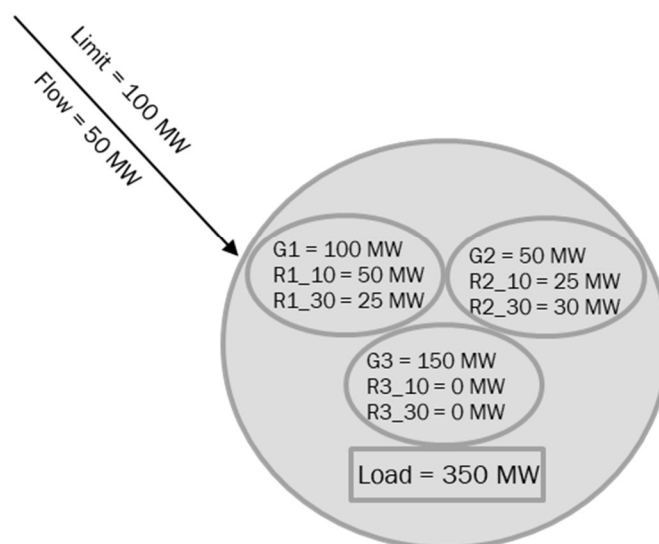 Limit = 100 MW
Flow = 50 MW
G1 = 100 MW
R1_10 = 50 MW
R1_30 = 25 MW
G2 = 50 MW
R2_10 = 25 MW
R2_30 = 30 MW
G3 = 150 MW
R3_10 = 0 MW
R3_30 = 0 MW
Load = 350 MW